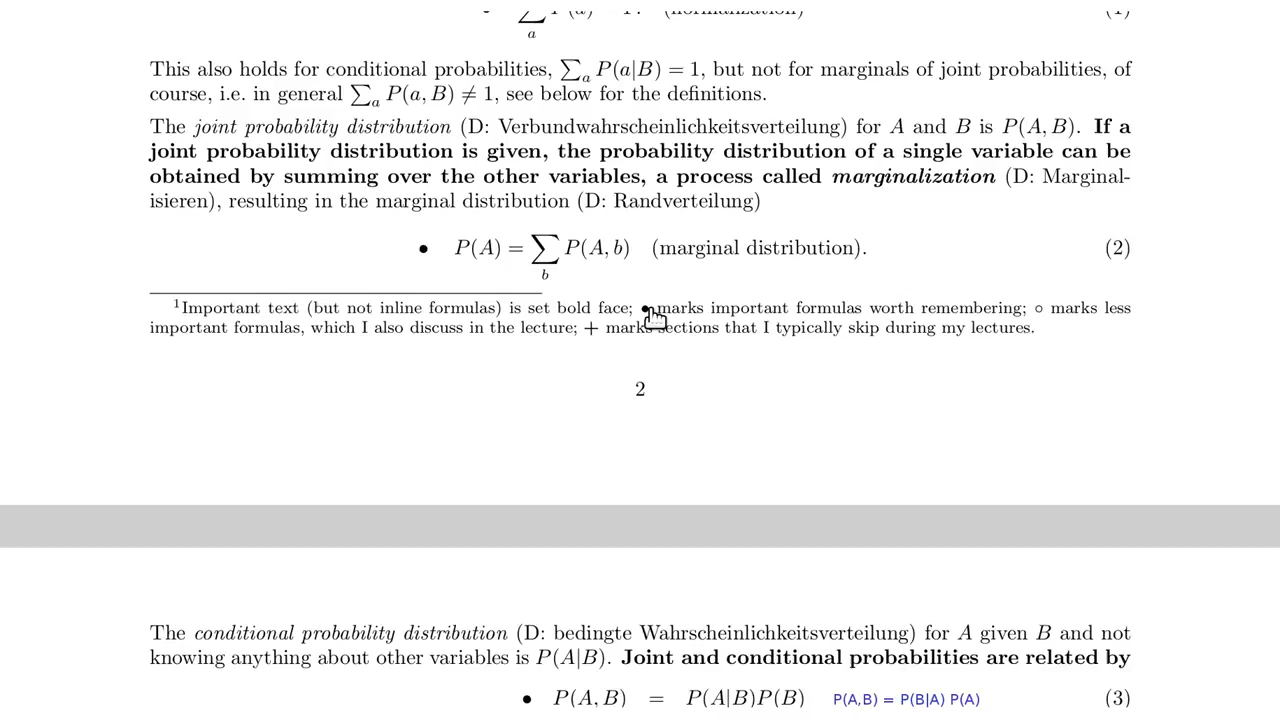 • ∑ P(a) = 1. (normalization) (1)
a
This also holds for conditional probabilities, ∑a P(a|B) = 1, but not for marginals of joint probabilities, of
course, i.e. in general ∑a P(a, B) ≠ 1, see below for the definitions.
The joint probability distribution (D: Verbundwahrscheinlichkeitsverteilung) for A and B is P(A, B). If a
joint probability distribution is given, the probability distribution of a single variable can be
obtained by summing over the other variables, a process called marginalization (D: Marginal-
isieren), resulting in the marginal distribution (D: Randverteilung)
• P(A) = ∑ P(A, b) (marginal distribution). (2)
b
1Important text (but not inline formulas) is set bold face; • marks important formulas worth remembering; ○ marks less
important formulas, which I also discuss in the lecture; + marks sections that I typically skip during my lectures.
2
The conditional probability distribution (D: bedingte Wahrscheinlichkeitsverteilung) for A given B and not
knowing anything about other variables is P(A|B). Joint and conditional probabilities are related by
• P(A, B) = P(A|B)P(B) P(A,B) = P(B|A) P(A) (3)